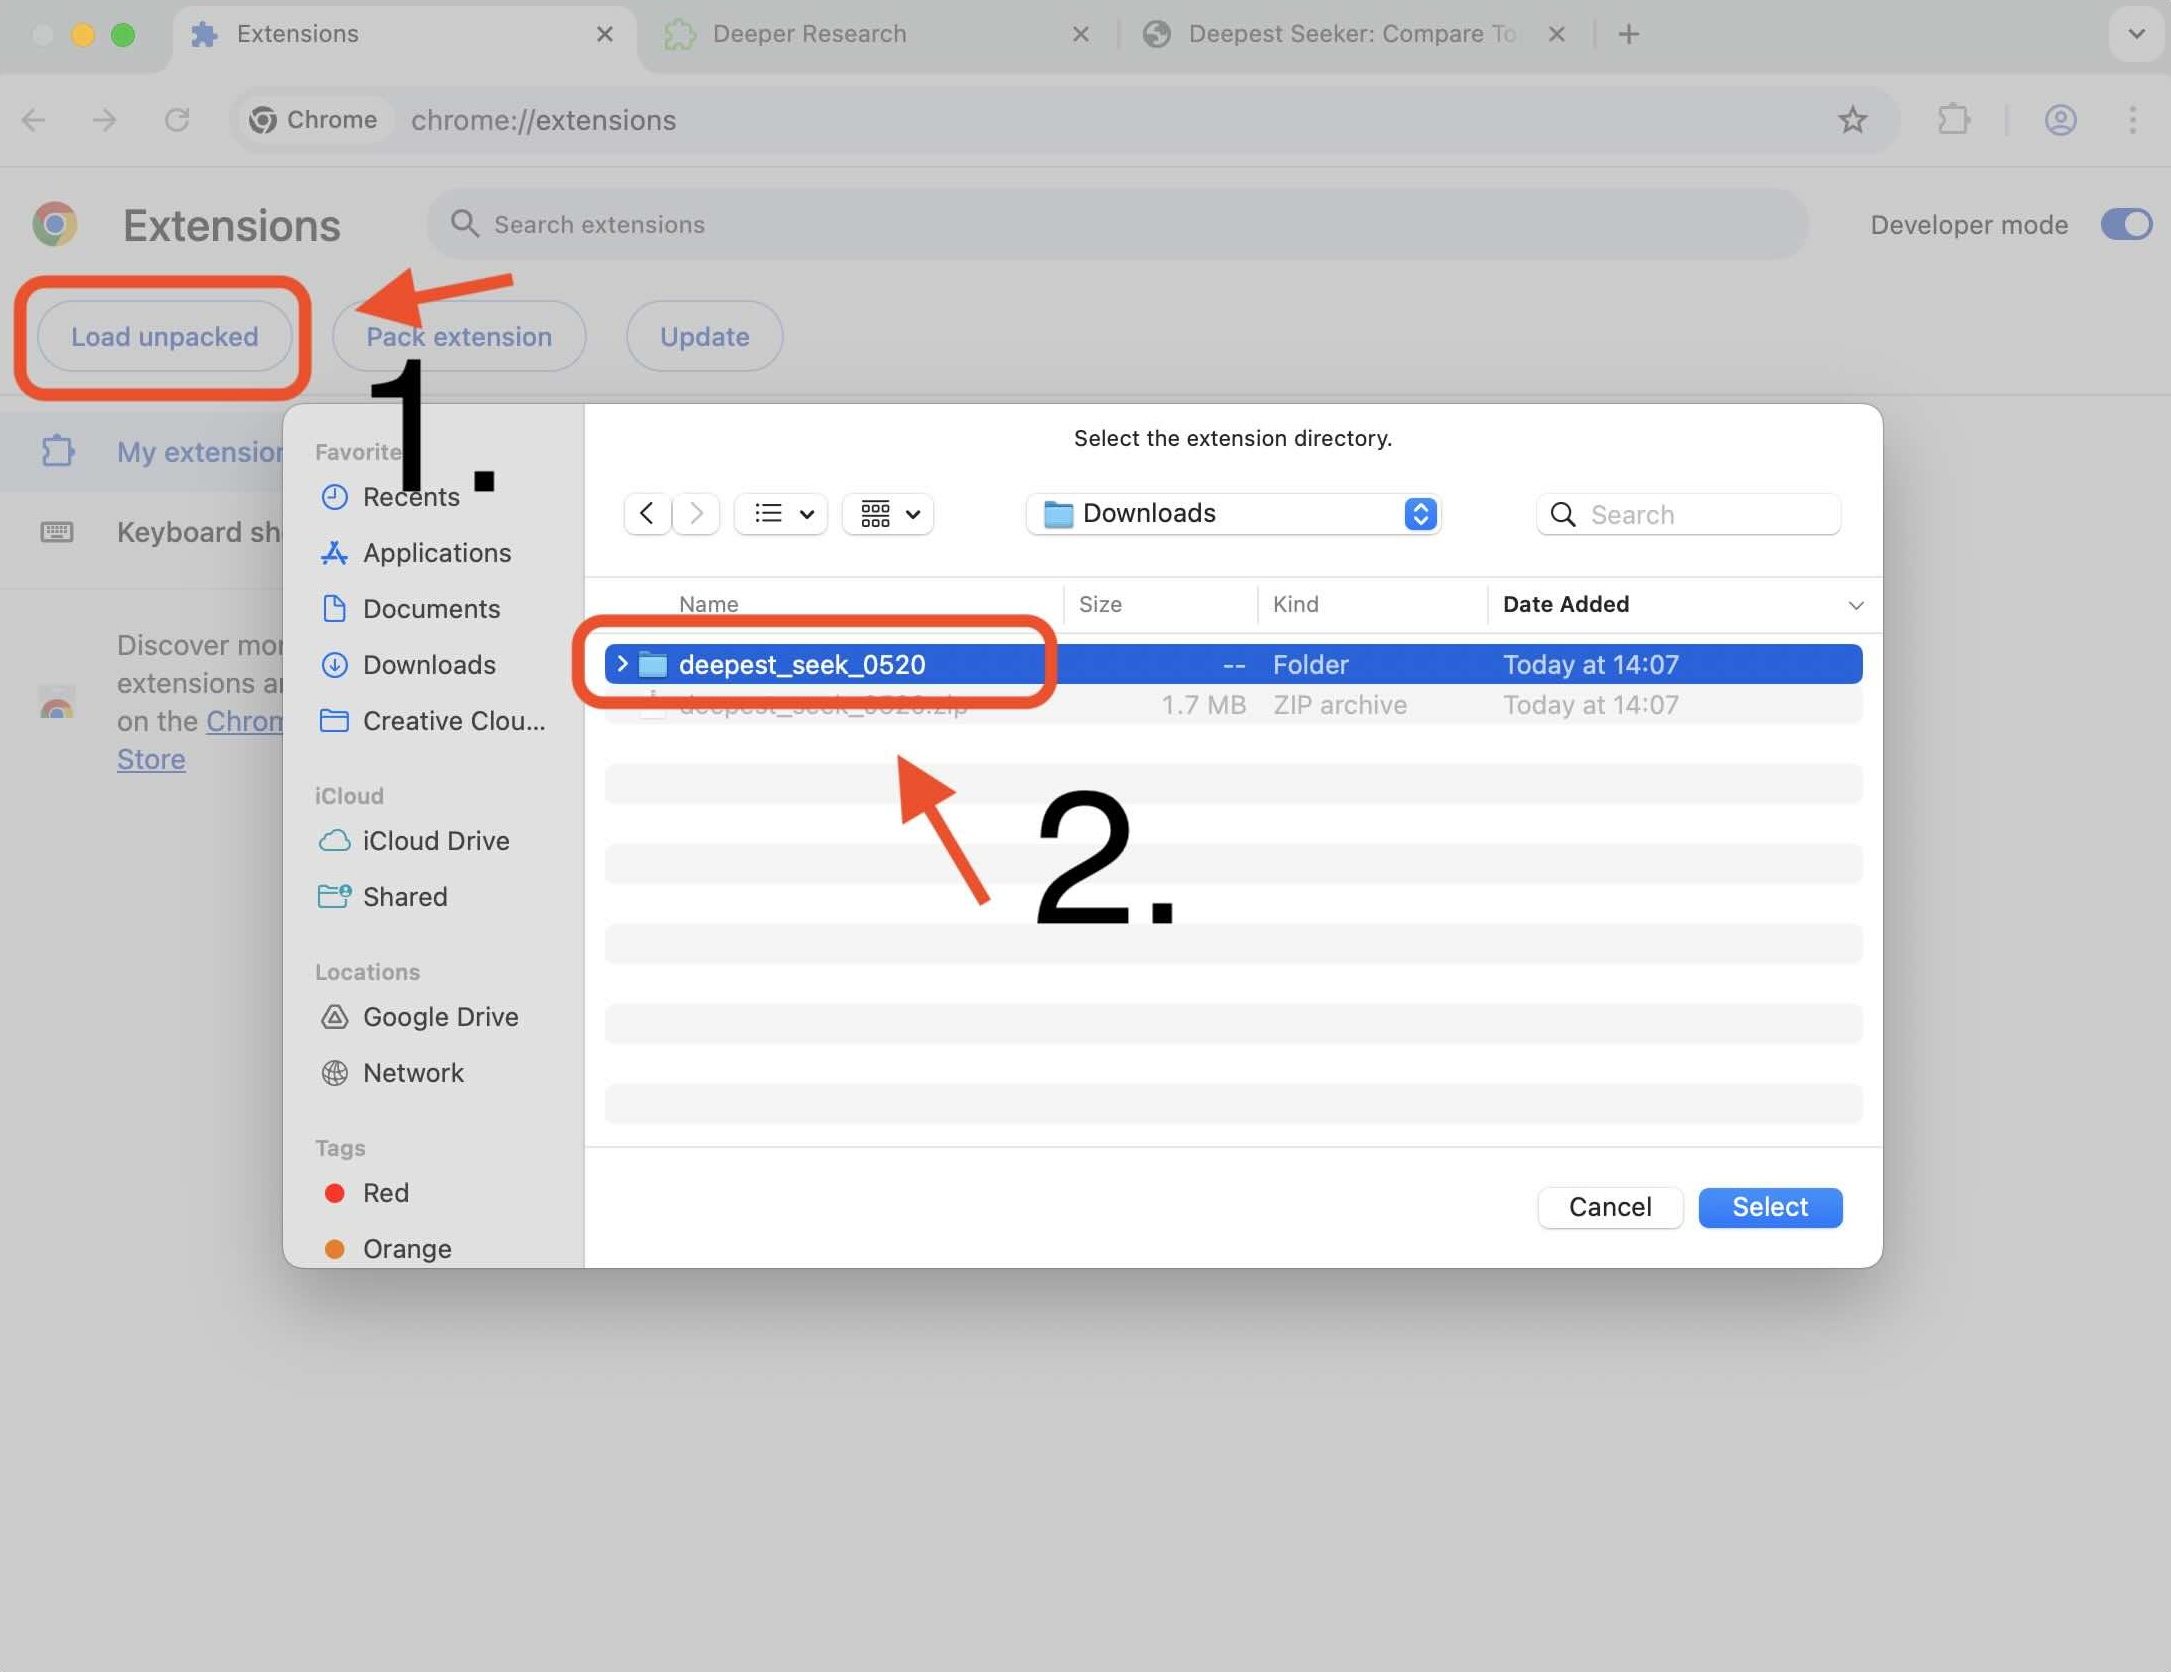 Extensions
Deeper Research
Deepest Seeker: Compare To
Chrome
chrome://extensions
Extensions
Search extensions
Developer mode
Load unpacked
Pack extension
Update
1.
My extension
Keyboard sh
Discover mor
extensions a
on the Chrom
Store
Favorite
Recents
Applications
Documents
Downloads
Creative Clou...
iCloud
iCloud Drive
Shared
Locations
Google Drive
Network
Tags
Red
Orange
Select the extension directory.
Downloads
Search
Name Size Kind Date Added
deepest_seek_0520 -- Folder Today at 14:07
deepest_seek_0520.zip 1.7 MB ZIP archive Today at 14:07
2.
Cancel
Select